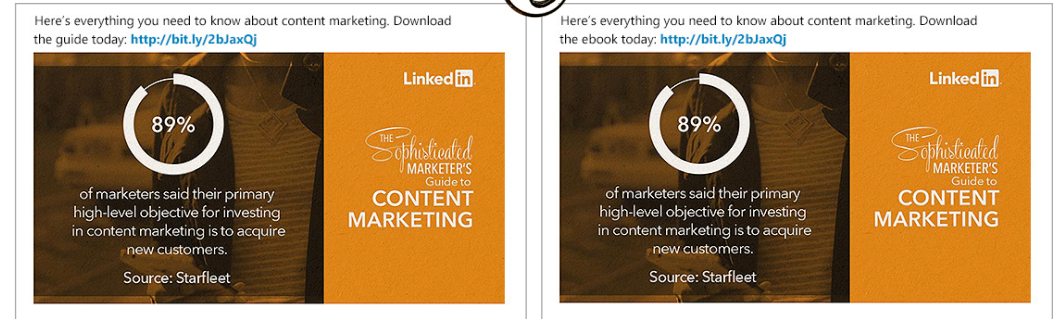 Here's everything you need to know about content marketing. Download
the guide today: http://bit.ly/2bJaxQj
Linked in
89%
of marketers said their primary
high-level objective for investing
in content marketing is to acquire
new customers.
Source: Starfleet
THE
Sophisticated
MARKETER'S
Guide to
CONTENT
MARKETING
Here's everything you need to know about content marketing. Download
the ebook today: http://bit.ly/2bJaxQj
Linked in
89%
of marketers said their primary
high-level objective for investing
in content marketing is to acquire
new customers.
Source: Starfleet
THE
Sophisticated
MARKETER'S
Guide to
CONTENT
MARKETING